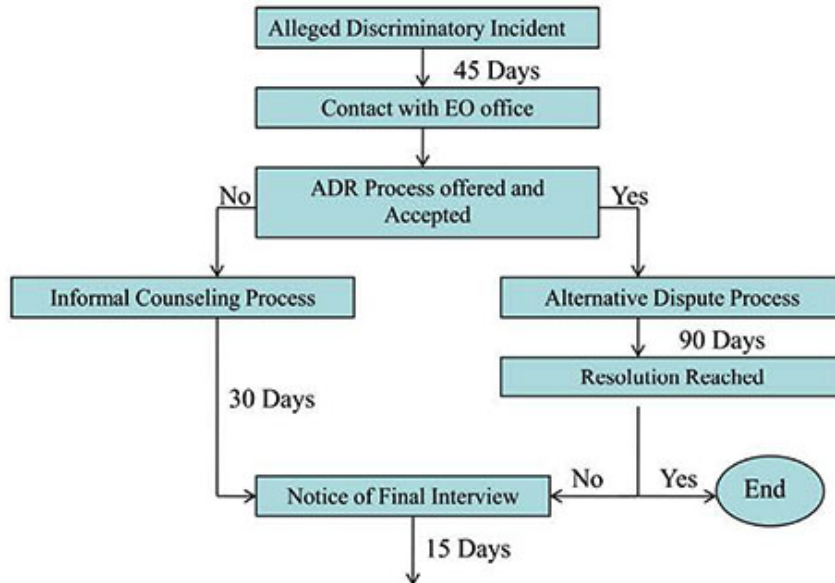 Alleged Discriminatory Incident
45 Days
Contact with EO office
No
ADR Process offered and
Accepted
Yes
Informal Counseling Process
Alternative Dispute Process
90 Days
Resolution Reached
30 Days
Notice of Final Interview
No
Yes
End
15 Days